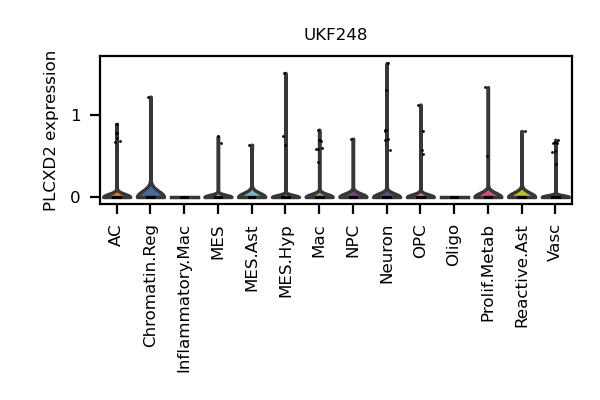 UKF248
PLCXD2 expression
1
0
AC
Chromatin.Reg
Inflammatory.Mac
MES
MES.Ast
MES.Hyp
Mac
NPC
Neuron
OPC
Oligo
Prolif.Metab
Reactive.Ast
Vasc